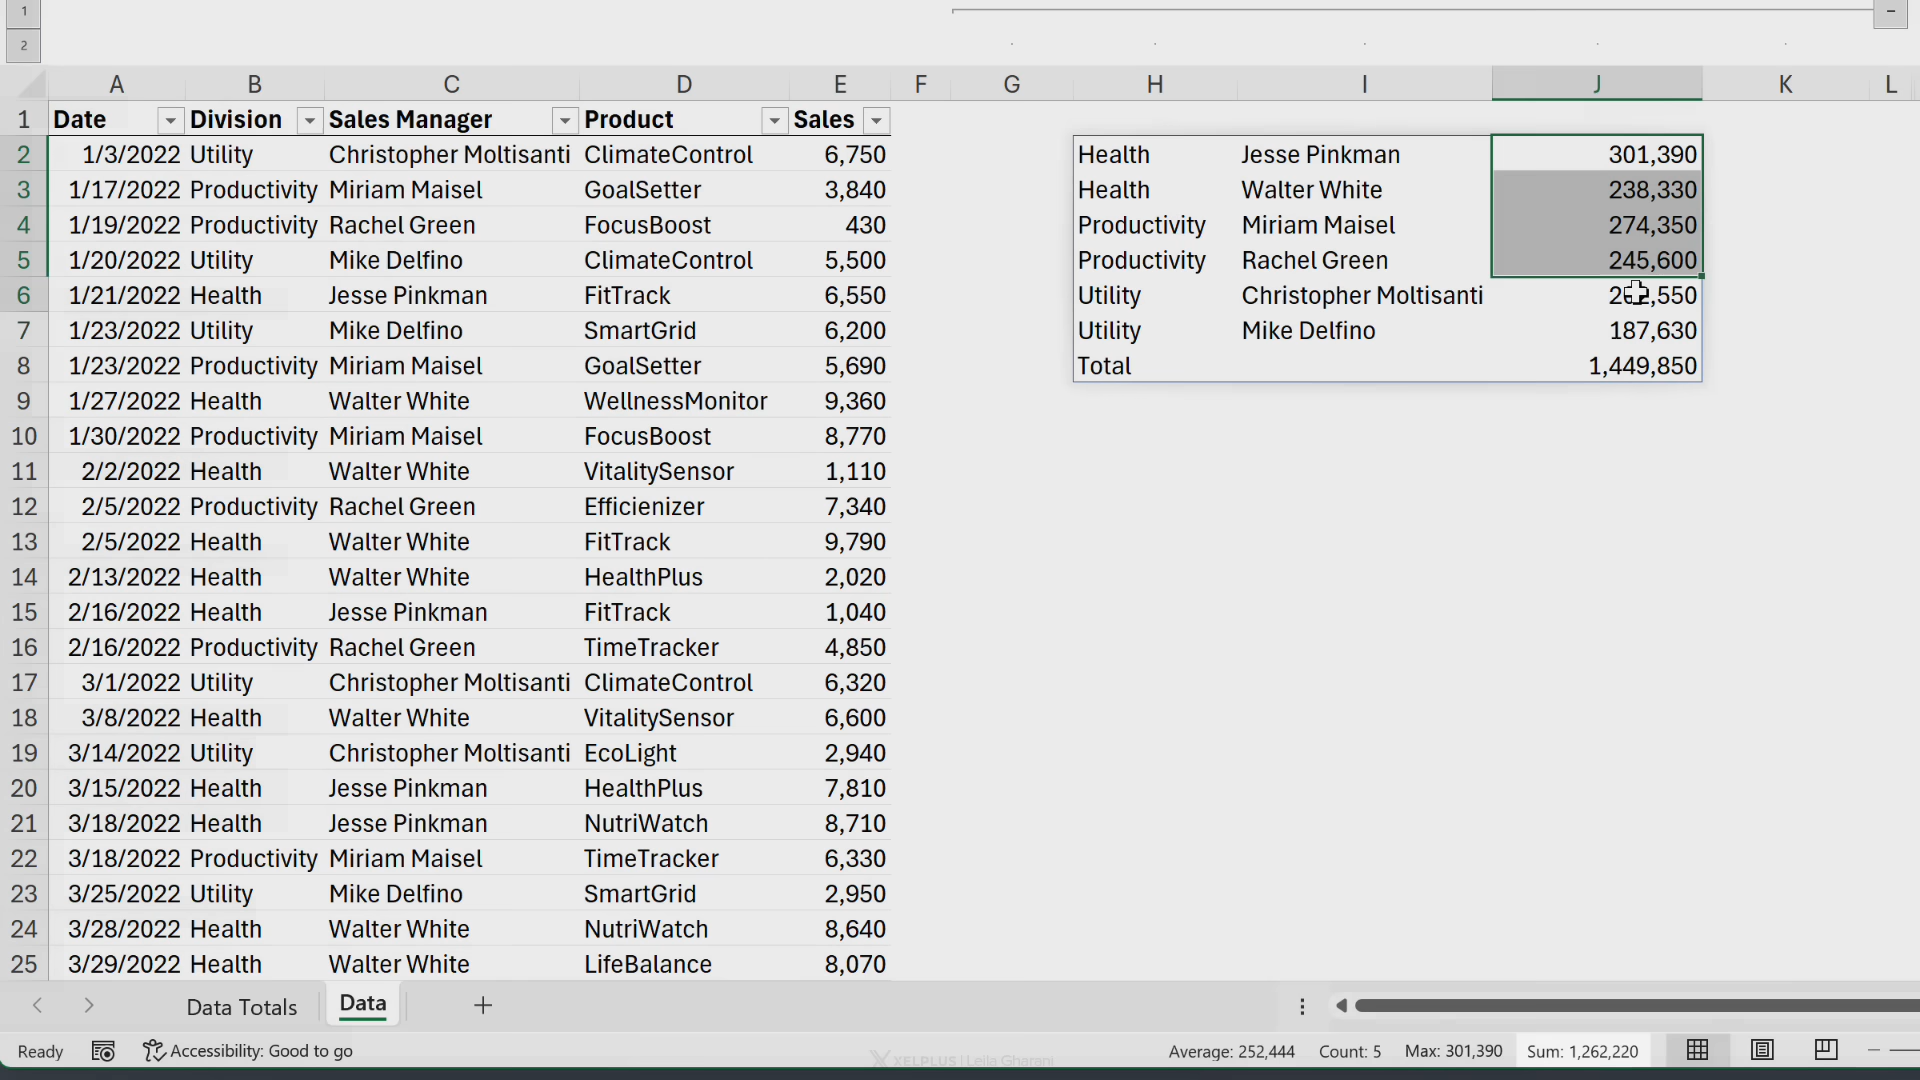 1
2
A B C D E F G H I J K L
1 Date Division Sales Manager Product Sales
2 1/3/2022 Utility Christopher Moltisanti ClimateControl 6,750 Health Jesse Pinkman 301,390
3 1/17/2022 Productivity Miriam Maisel GoalSetter 3,840 Health Walter White 238,330
4 1/19/2022 Productivity Rachel Green FocusBoost 430 Productivity Miriam Maisel 274,350
5 1/20/2022 Utility Mike Delfino ClimateControl 5,500 Productivity Rachel Green 245,600
6 1/21/2022 Health Jesse Pinkman FitTrack 6,550 Utility Christopher Moltisanti
7 1/23/2022 Utility Mike Delfino SmartGrid 6,200 Utility Mike Delfino 187,630
8 1/23/2022 Productivity Miriam Maisel GoalSetter 5,690 Total 1,449,850
9 1/27/2022 Health Walter White WellnessMonitor 9,360
10 1/30/2022 Productivity Miriam Maisel FocusBoost 8,770
11 2/2/2022 Health Walter White VitalitySensor 1,110
12 2/5/2022 Productivity Rachel Green Efficienizer 7,340
13 2/5/2022 Health Walter White FitTrack 9,790
14 2/13/2022 Health Walter White HealthPlus 2,020
15 2/16/2022 Health Jesse Pinkman FitTrack 1,040
16 2/16/2022 Productivity Rachel Green TimeTracker 4,850
17 3/1/2022 Utility Christopher Moltisanti ClimateControl 6,320
18 3/8/2022 Health Walter White VitalitySensor 6,600
19 3/14/2022 Utility Christopher Moltisanti EcoLight 2,940
20 3/15/2022 Health Jesse Pinkman HealthPlus 7,810
21 3/18/2022 Health Jesse Pinkman NutriWatch 8,710
22 3/18/2022 Productivity Miriam Maisel TimeTracker 6,330
23 3/25/2022 Utility Mike Delfino SmartGrid 2,950
24 3/28/2022 Health Walter White NutriWatch 8,640
25 3/29/2022 Health Walter White LifeBalance 8,070
Data Totals Data
Ready Accessibility: Good to go XELPLUS | Leila Gharani Average: 252,444 Count: 5 Max: 301,390 Sum: 1,262,220